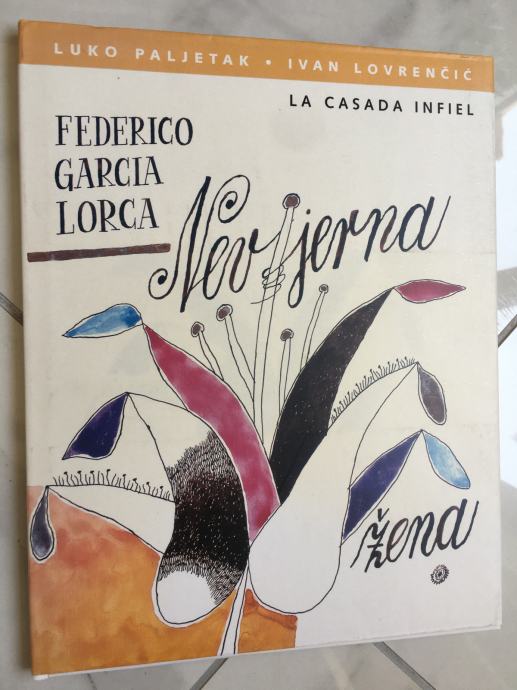 LUKO PALJETAK • IVAN LOVRENČIĆ
LA CASADA INFIEL
FEDERICO
GARCIA
LORCA
Nevjerna
žena